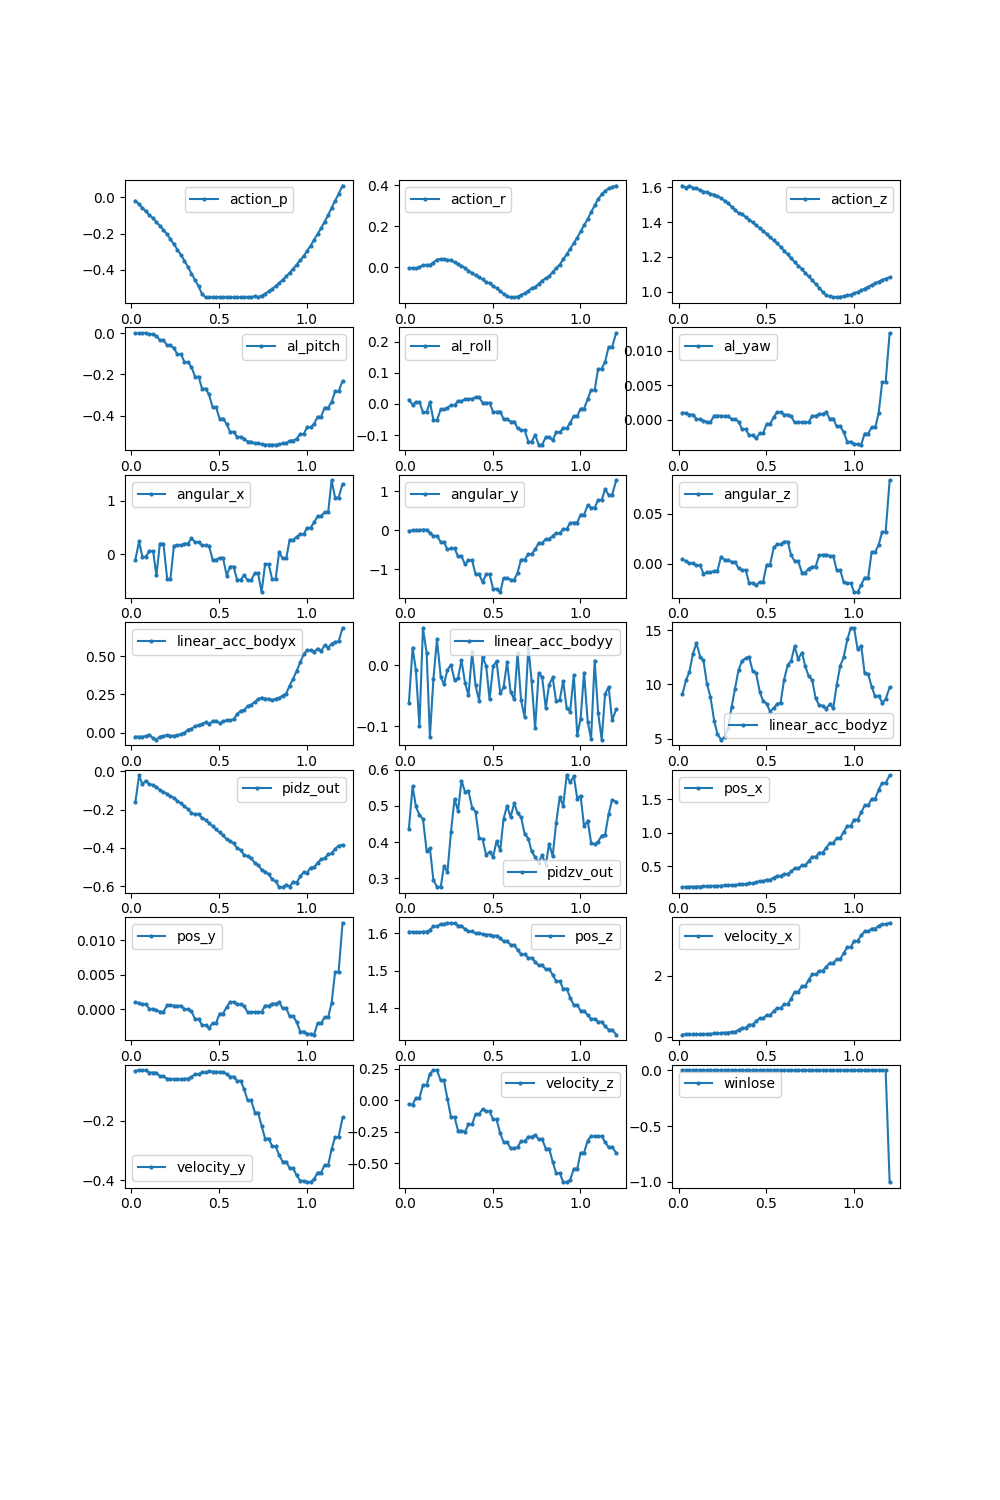 action_p
0.0
−0.2
−0.4
0.0 0.5 1.0
action_r
0.4
0.2
0.0
0.0 0.5 1.0
action_z
1.6
1.4
1.2
1.0
0.0 0.5 1.0
al_pitch
0.0
−0.2
−0.4
0.0 0.5 1.0
al_roll
0.2
0.1
0.0
−0.1
0.0 0.5 1.0
al_yaw
0.010
0.005
0.000
0.0 0.5 1.0
angular_x
1
0
0.0 0.5 1.0
angular_y
1
0
−1
0.0 0.5 1.0
angular_z
0.05
0.00
0.0 0.5 1.0
linear_acc_bodyx
0.50
0.25
0.00
0.0 0.5 1.0
linear_acc_bodyy
0.0
−0.1
0.0 0.5 1.0
linear_acc_bodyz
15
10
5
0.0 0.5 1.0
pidz_out
0.0
−0.2
−0.4
−0.6
0.0 0.5 1.0
pidzv_out
0.6
0.5
0.4
0.3
0.0 0.5 1.0
pos_x
1.5
1.0
0.5
0.0 0.5 1.0
pos_y
0.010
0.005
0.000
0.0 0.5 1.0
pos_z
1.6
1.5
1.4
0.0 0.5 1.0
velocity_x
2
0
0.0 0.5 1.0
velocity_y
−0.2
−0.4
0.0 0.5 1.0
velocity_z
0.25
0.00
−0.25
−0.50
0.0 0.5 1.0
winlose
0.0
−0.5
−1.0
0.0 0.5 1.0